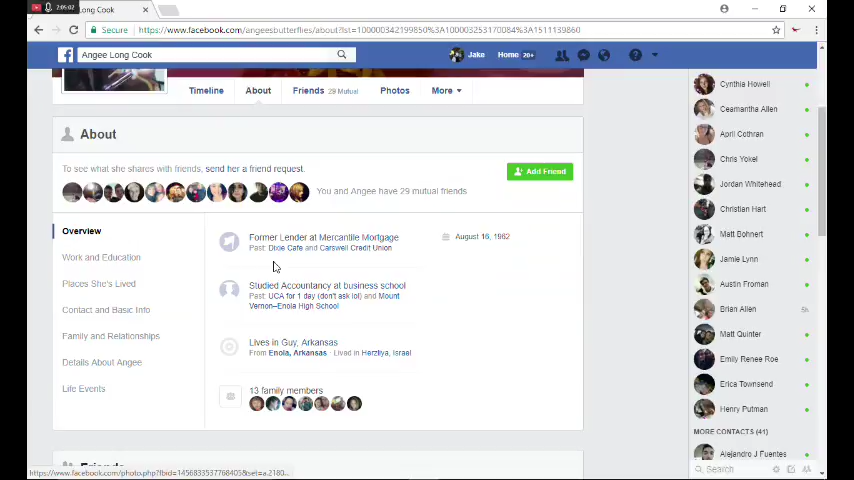 2:05:02
Long Cook
Secure
https://www.facebook.com/angeesbutterflies/about?lst=100000342199850%3A100003253170084%3A1511139860
Angee Long Cook
Jake
Home 20+
Timeline
About
Friends 29 Mutual
Photos
More
About
To see what she shares with friends, send her a friend request.
Add Friend
You and Angee have 29 mutual friends
Overview
Work and Education
Places She's Lived
Contact and Basic Info
Family and Relationships
Details About Angee
Life Events
Former Lender at Mercantile Mortgage
Past: Dixie Cafe and Carswell Credit Union
August 16, 1962
Studied Accountancy at business school
Past: UCA for 1 day (don't ask lol) and Mount
Vernon–Enola High School
Lives in Guy, Arkansas
From Enola, Arkansas · Lived in Herzliya, Israel
13 family members
Friends
Cynthia Howell
Ceamantha Allen
April Cothran
Chris Yokel
Jordan Whitehead
Christian Hart
Matt Bohnert
Jamie Lynn
Austin Froman
Brian Allen 5h
Matt Quinter
Emily Renee Roe
Erica Townsend
Henry Putman
MORE CONTACTS (41)
Alejandro J Fuentes
Search